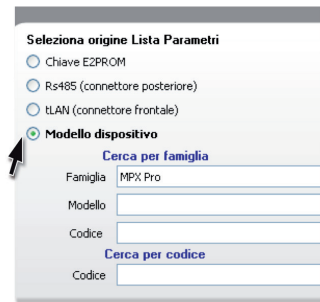 Seleziona origine Lista Parametri
Chiave E2PROM
Rs485 (connettore posteriore)
tLAN (connettore frontale)
Modello dispositivo
Cerca per famiglia
Famiglia MPX Pro
Modello
Codice
Cerca per codice
Codice